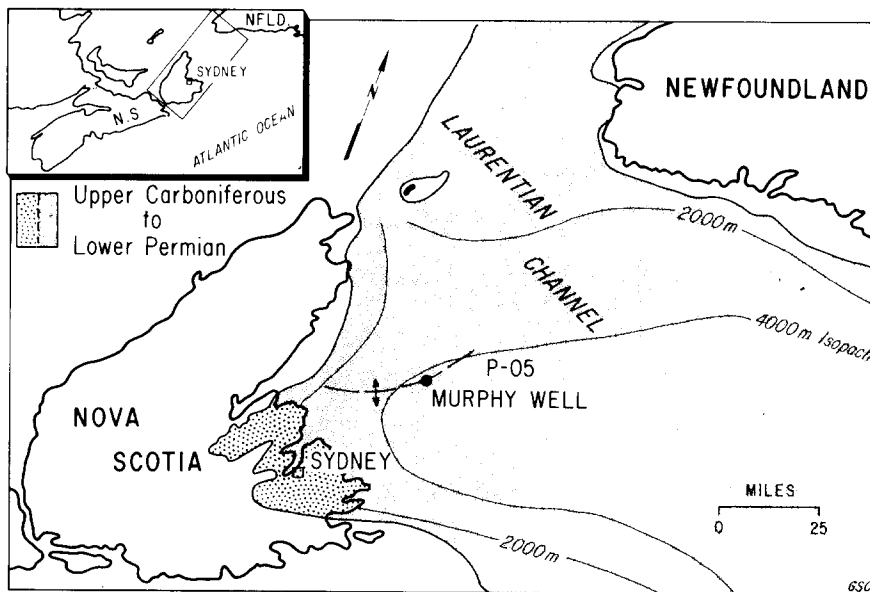 NFLD.
SYDNEY
N.S
ATLANTIC OCEAN
N
NEWFOUNDLAND
LAURENTIAN
CHANNEL
Upper Carboniferous
to
Lower Permian
2000m
4000m Isopach
P-05
MURPHY WELL
NOVA
SCOTIA
SYDNEY
MILES
0 25
2000m
GSC